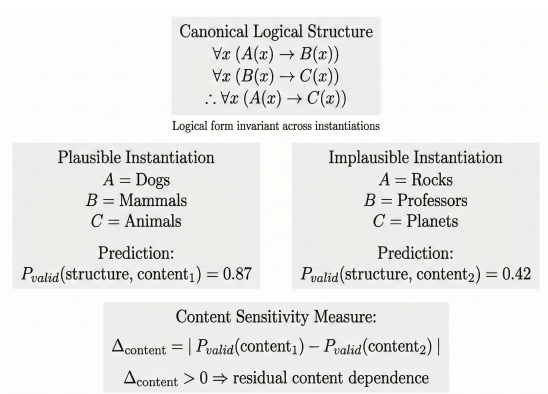 Canonical Logical Structure
∀x (A(x) → B(x))
∀x (B(x) → C(x))
∴ ∀x (A(x) → C(x))
Logical form invariant across instantiations
Plausible Instantiation
A = Dogs
B = Mammals
C = Animals
Prediction:
P_valid(structure, content₁) = 0.87
Implausible Instantiation
A = Rocks
B = Professors
C = Planets
Prediction:
P_valid(structure, content₂) = 0.42
Content Sensitivity Measure:
Δ_content = | P_valid(content₁) − P_valid(content₂) |
Δ_content > 0 ⇒ residual content dependence